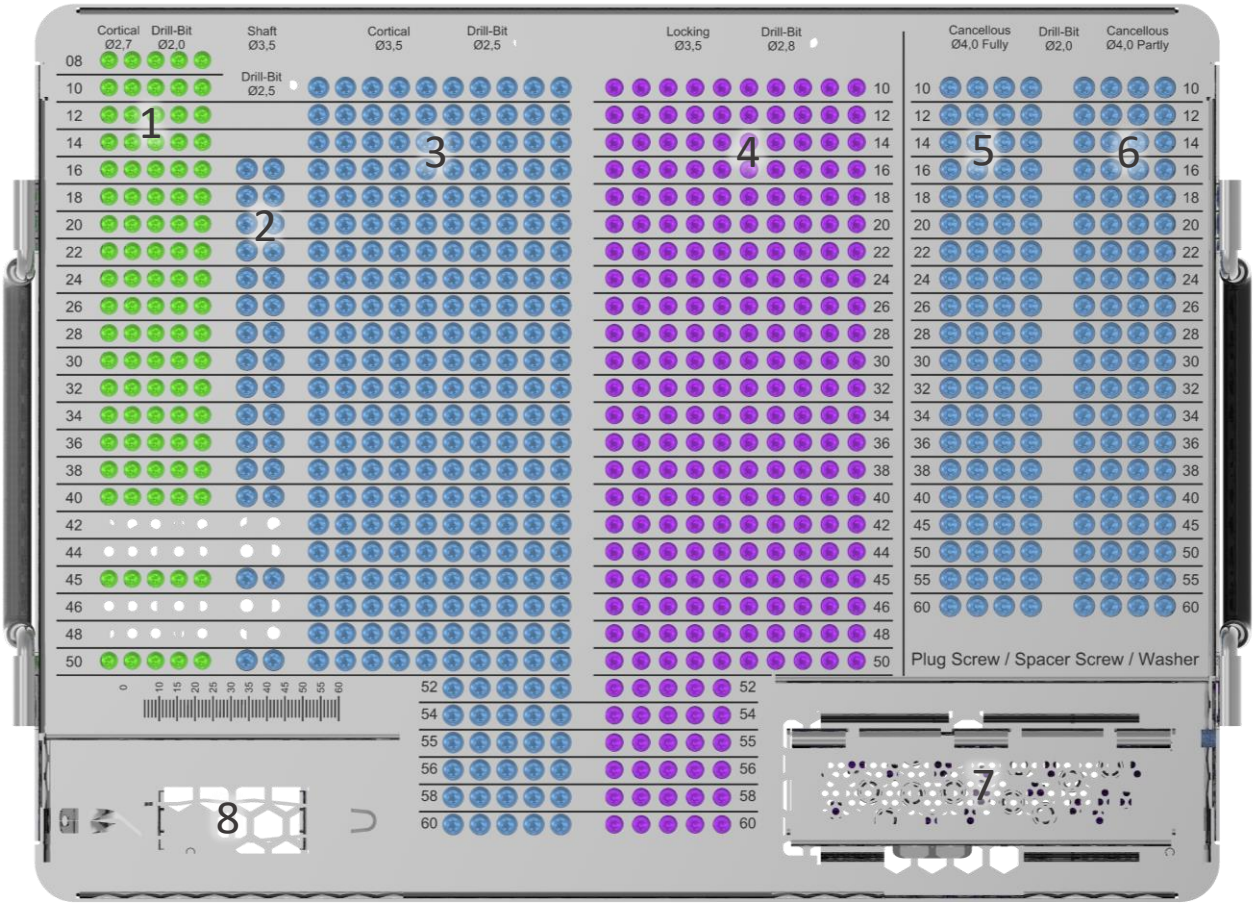 Cortical Drill-Bit Shaft Cortical Drill-Bit Locking Drill-Bit Cancellous Drill-Bit Cancellous
Ø2,7 Ø2,0 Ø3,5 Ø3,5 Ø2,5 Ø3,5 Ø2,8 Ø4,0 Fully Ø2,0 Ø4,0 Partly
08
Drill-Bit
Ø2,5
10 10 10 10
12 12 12 12
1
14 14 14 14
3 4 5 6
16 16 16 16
18 18 18 18
20 20 20 20
2
22 22 22 22
24 24 24 24
26 26 26 26
28 28 28 28
30 30 30 30
32 32 32 32
34 34 34 34
36 36 36 36
38 38 38 38
40 40 40 40
42 42 45 45
44 44 50 50
45 45 55 55
46 46 60 60
48 48
50 50 Plug Screw / Spacer Screw / Washer
0 10 15 20 25 30 35 40 45 50 55 60
52 52
54 54
55 55
56 56
7
58 58
8
60 60